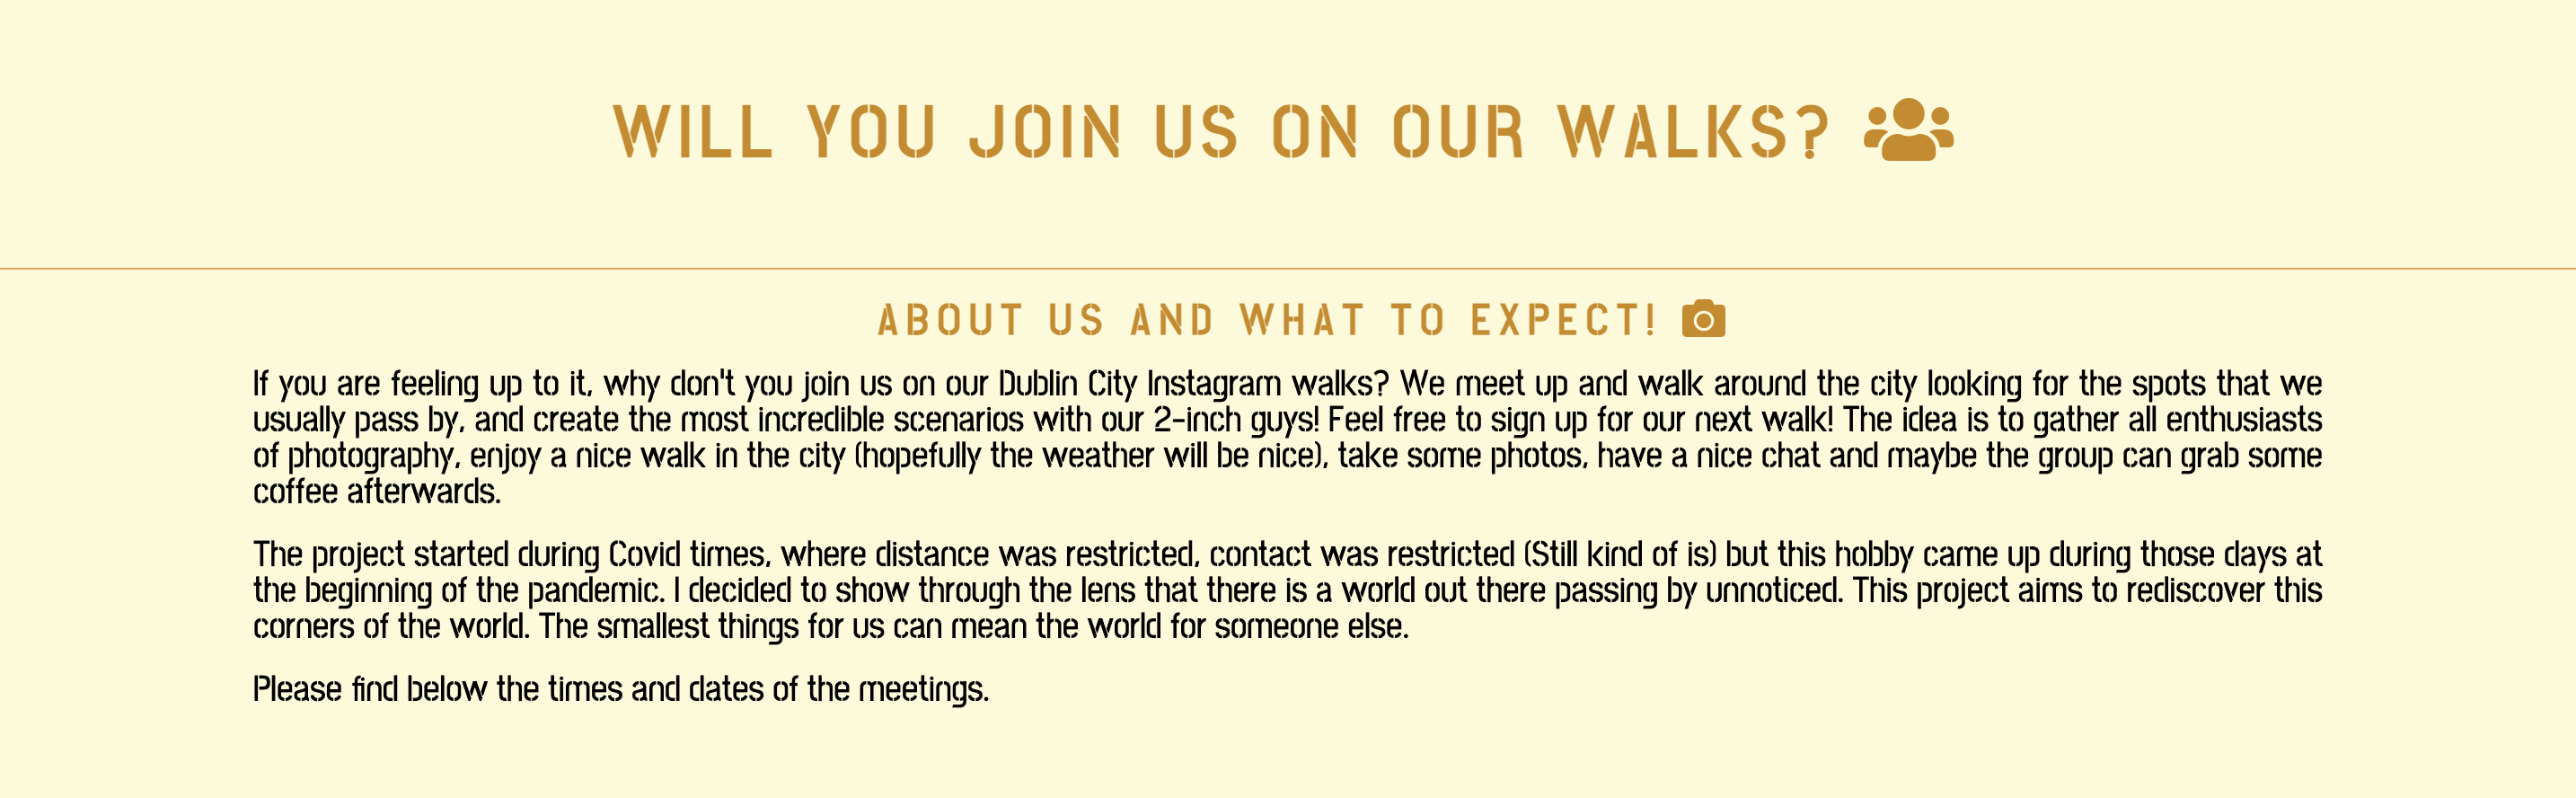 WILL YOU JOIN US ON OUR WALKS?
ABOUT US AND WHAT TO EXPECT!
If you are feeling up to it, why don't you join us on our Dublin City Instagram walks? We meet up and walk around the city looking for the spots that we
usually pass by, and create the most incredible scenarios with our 2-inch guys! Feel free to sign up for our next walk! The idea is to gather all enthusiasts
of photography, enjoy a nice walk in the city (hopefully the weather will be nice), take some photos, have a nice chat and maybe the group can grab some
coffee afterwards.
The project started during Covid times, where distance was restricted, contact was restricted (Still kind of is) but this hobby came up during those days at
the beginning of the pandemic. I decided to show through the lens that there is a world out there passing by unnoticed. This project aims to rediscover this
corners of the world. The smallest things for us can mean the world for someone else.
Please find below the times and dates of the meetings.